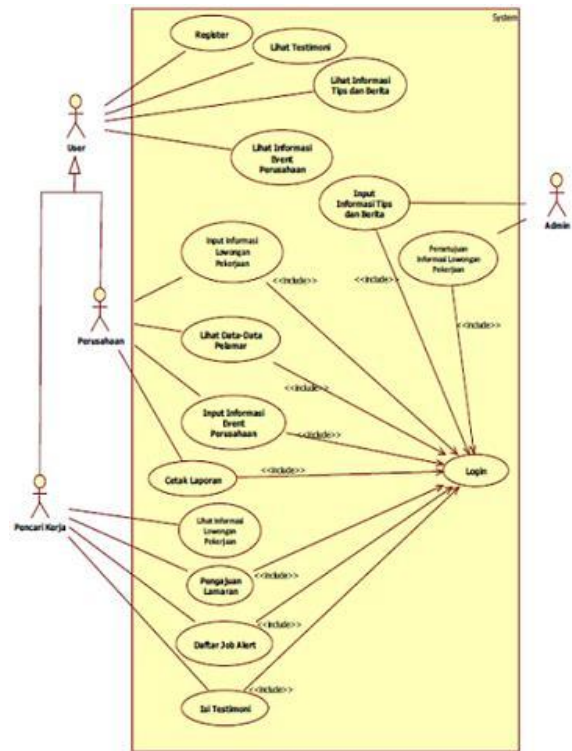 System
Register
Lihat Testimoni
Lihat Informasi
Tips dan Berita
User
Lihat Informasi
Event
Perusahaan
Input
Informasi Tips
dan Berita
Admin
Input Informasi
Lowongan
Pekerjaan
Persetujuan
Informasi Lowongan
Pekerjaan
<<include>>
<<include>>
<<include>>
Perusahaan
Lihat Data-Data
Pelamar
<<include>>
Input Informasi
Event
Perusahaan
<<include>>
Cetak Laporan
<<include>>
Login
Pencari Kerja
Lihat Informasi
Lowongan
Pekerjaan
Pengajuan
Lamaran
<<include>>
Daftar Job Alert
<<include>>
Isi Testimoni
<<include>>